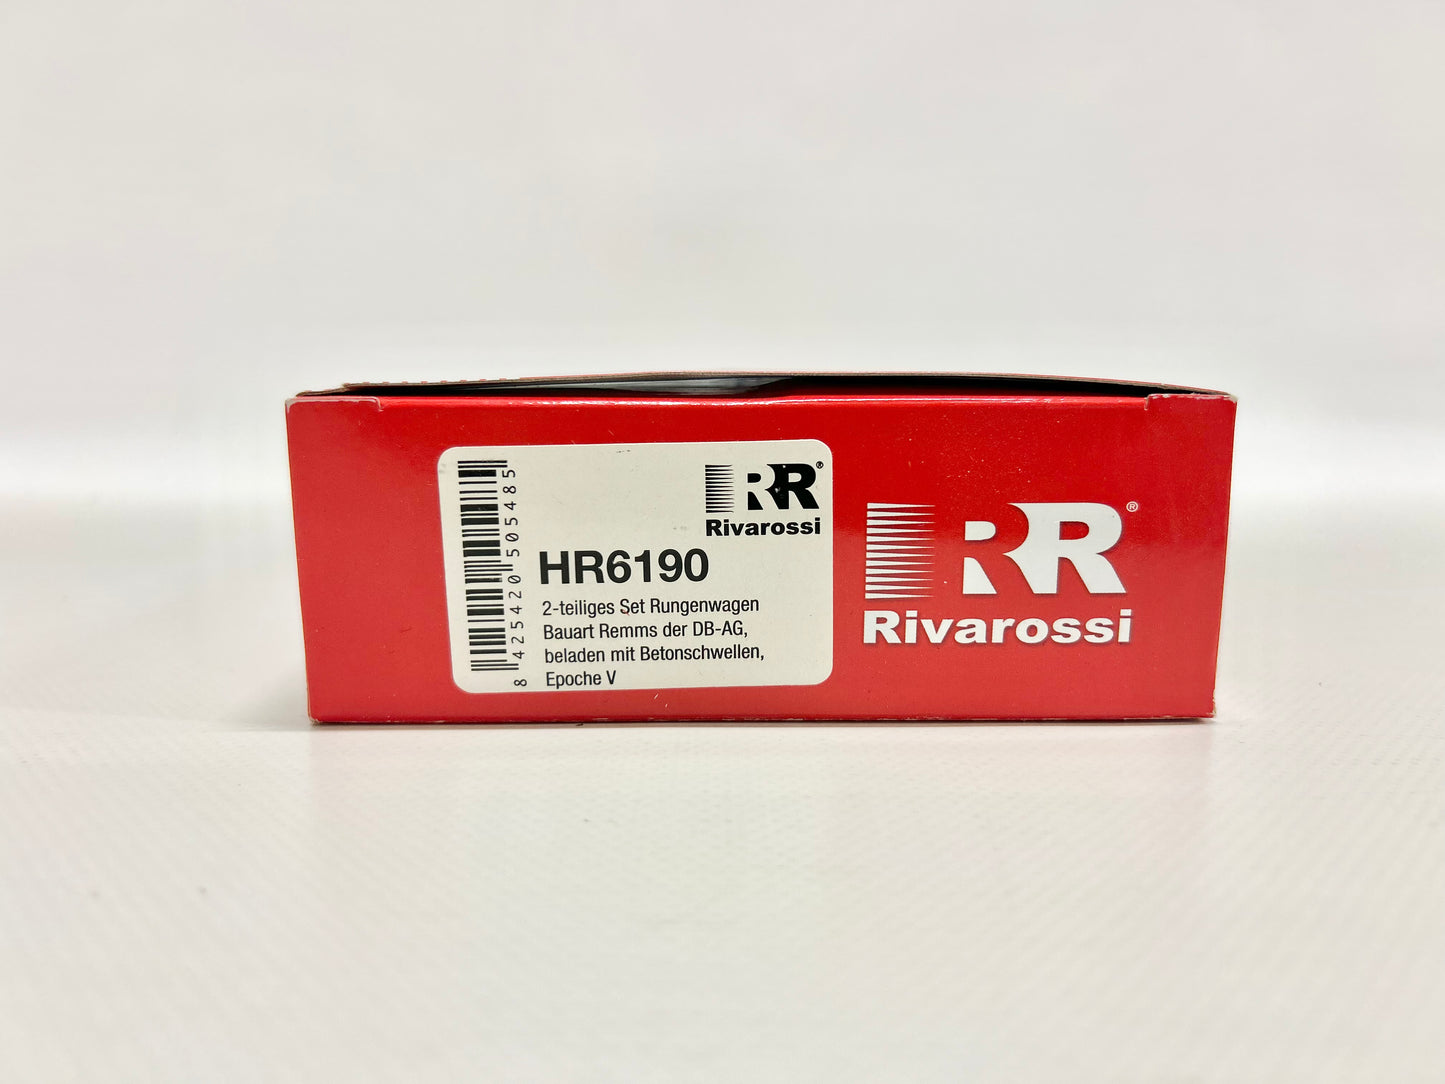 RR®
Rivarossi
HR6190
2-teiliges Set Rungenwagen
Bauart Remms der DB-AG,
beladen mit Betonschwellen,
Epoche V
8 425420 505485
RR®
Rivarossi